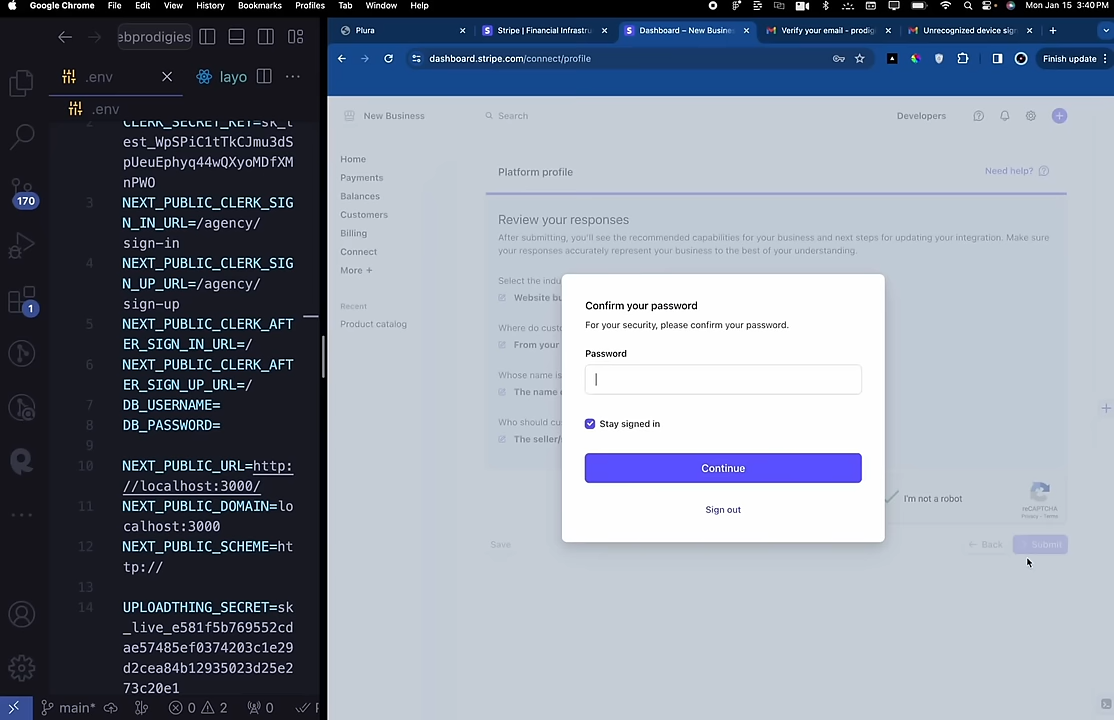 Google Chrome File Edit View History Bookmarks Profiles Tab Window Help Mon Jan 15 3:40 PM
ebprodigies
.env
layo
.env
2 CLERK_SECRET_KEY=sk_t
est_WpSPiC1tTkCJmu3dS
pUeuEphyq44wQXyoMDfXM
nPWO
3 NEXT_PUBLIC_CLERK_SIG
N_IN_URL=/agency/
sign-in
4 NEXT_PUBLIC_CLERK_SIG
N_UP_URL=/agency/
sign-up
5 NEXT_PUBLIC_CLERK_AFT
ER_SIGN_IN_URL=/
6 NEXT_PUBLIC_CLERK_AFT
ER_SIGN_UP_URL=/
7 DB_USERNAME=
8 DB_PASSWORD=
9
10 NEXT_PUBLIC_URL=http:
//localhost:3000/
11 NEXT_PUBLIC_DOMAIN=lo
calhost:3000
12 NEXT_PUBLIC_SCHEME=ht
tp://
13
14 UPLOADTHING_SECRET=sk
_live_e581f5b769552cd
ae57485ef0374203c1e29
d2cea84b12935023d25e2
73c20e1
170
1
main*
0
2
0
Plura
Stripe | Financial Infrastru
Dashboard – New Busines
Verify your email - prodig
Unrecognized device sig
dashboard.stripe.com/connect/profile
Finish update
New Business
Search
Developers
Home
Payments
Balances
Customers
Billing
Connect
More +
Recent
Product catalog
Platform profile
Need help?
Review your responses
After submitting, you'll see the recommended capabilities for your business and next steps for updating your integration. Make sure
your responses accurately represent your business to the best of your understanding.
Select the indu
Website bu
Where do custo
From your
Whose name is
The name o
Who should cu
The seller/
Confirm your password
For your security, please confirm your password.
Password
Stay signed in
Continue
Sign out
I'm not a robot
reCAPTCHA
Privacy - Terms
Save
Back
Submit